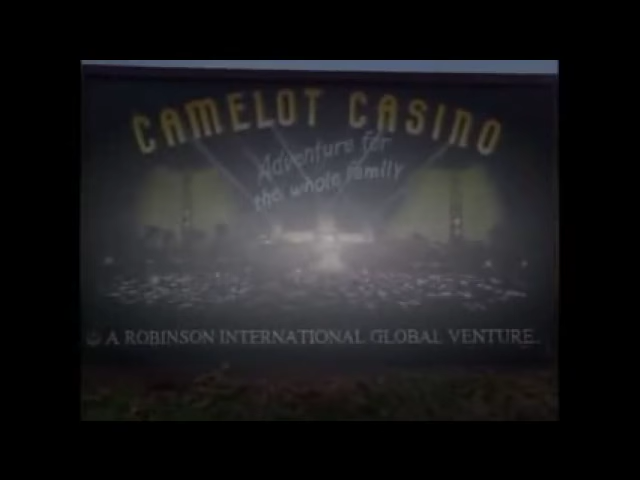 CAMELOT CASINO
Adventure for
the whole family
A ROBINSON INTERNATIONAL GLOBAL VENTURE